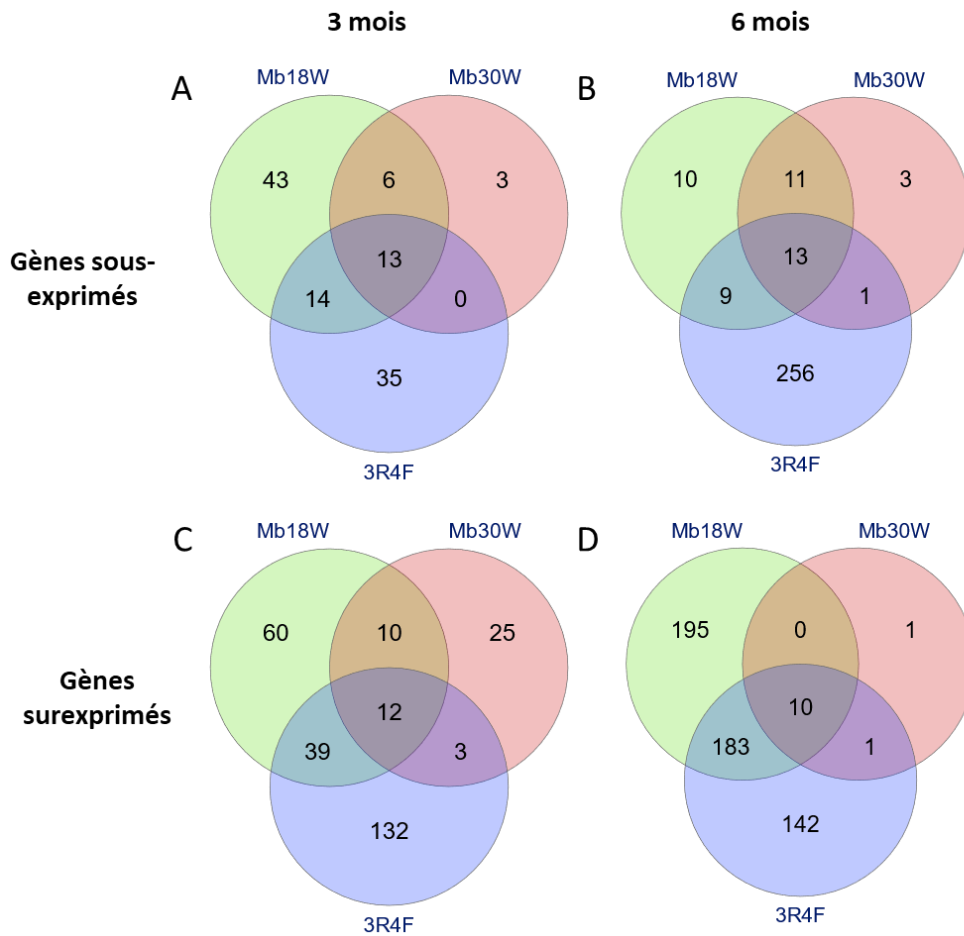 3 mois
6 mois
A
Mb18W
Mb30W
B
Mb18W
Mb30W
Gènes sous-
exprimés
43
6
3
13
14
0
35
3R4F
10
11
3
13
9
1
256
3R4F
C
Mb18W
Mb30W
D
Mb18W
Mb30W
Gènes
surexprimés
60
10
25
12
39
3
132
3R4F
195
0
1
10
183
1
142
3R4F